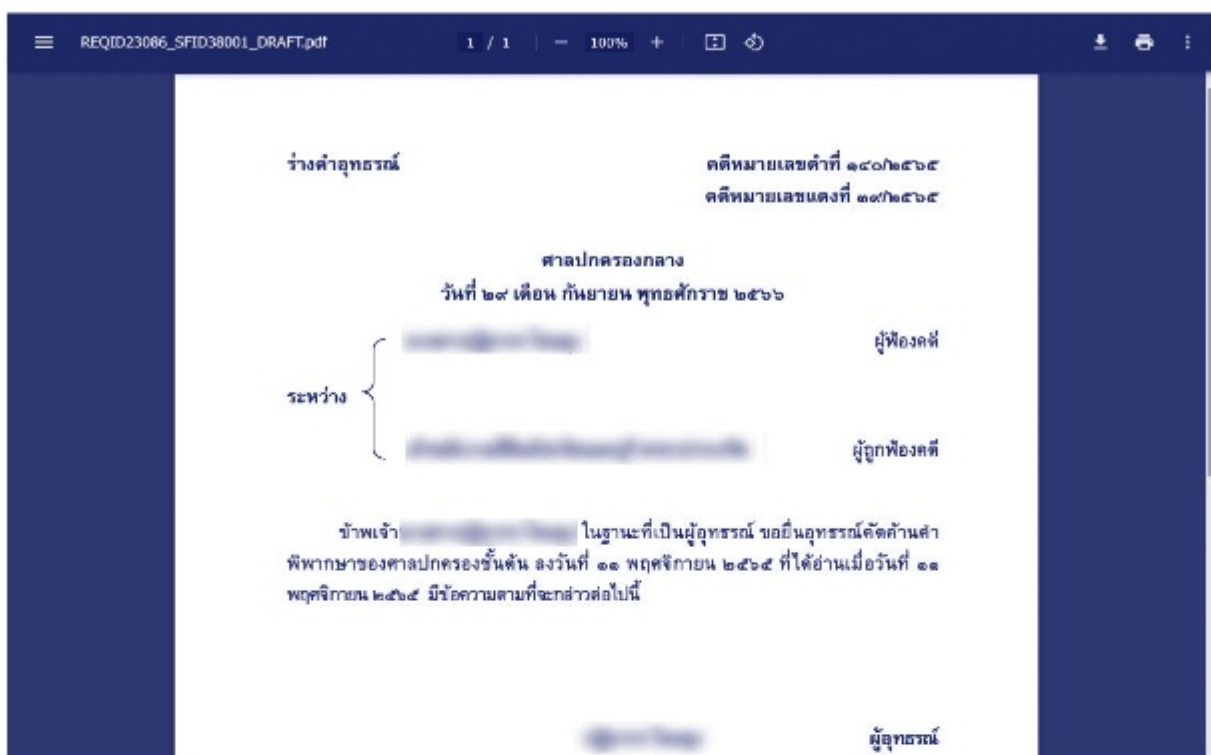 REQID23086_SFID38001_DRAFT.pdf 1 / 1 — 100% +
ร่างคำอุทธรณ์ คดีหมายเลขดำที่ ๑๔๐/๒๕๖๕
คดีหมายเลขแดงที่ ๓๙/๒๕๖๕
ศาลปกครองกลาง
วันที่ ๒๙ เดือน กันยายน พุทธศักราช ๒๕๖๖
ผู้ฟ้องคดี
ระหว่าง
ผู้ถูกฟ้องคดี
ข้าพเจ้า ในฐานะที่เป็นผู้อุทธรณ์ ขอยื่นอุทธรณ์คัดค้านคำ
พิพากษาของศาลปกครองชั้นต้น ลงวันที่ ๑๑ พฤศจิกายน ๒๕๖๕ ที่ได้อ่านเมื่อวันที่ ๑๑
พฤศจิกายน ๒๕๖๕ มีข้อความตามที่จะกล่าวต่อไปนี้
ผู้อุทธรณ์